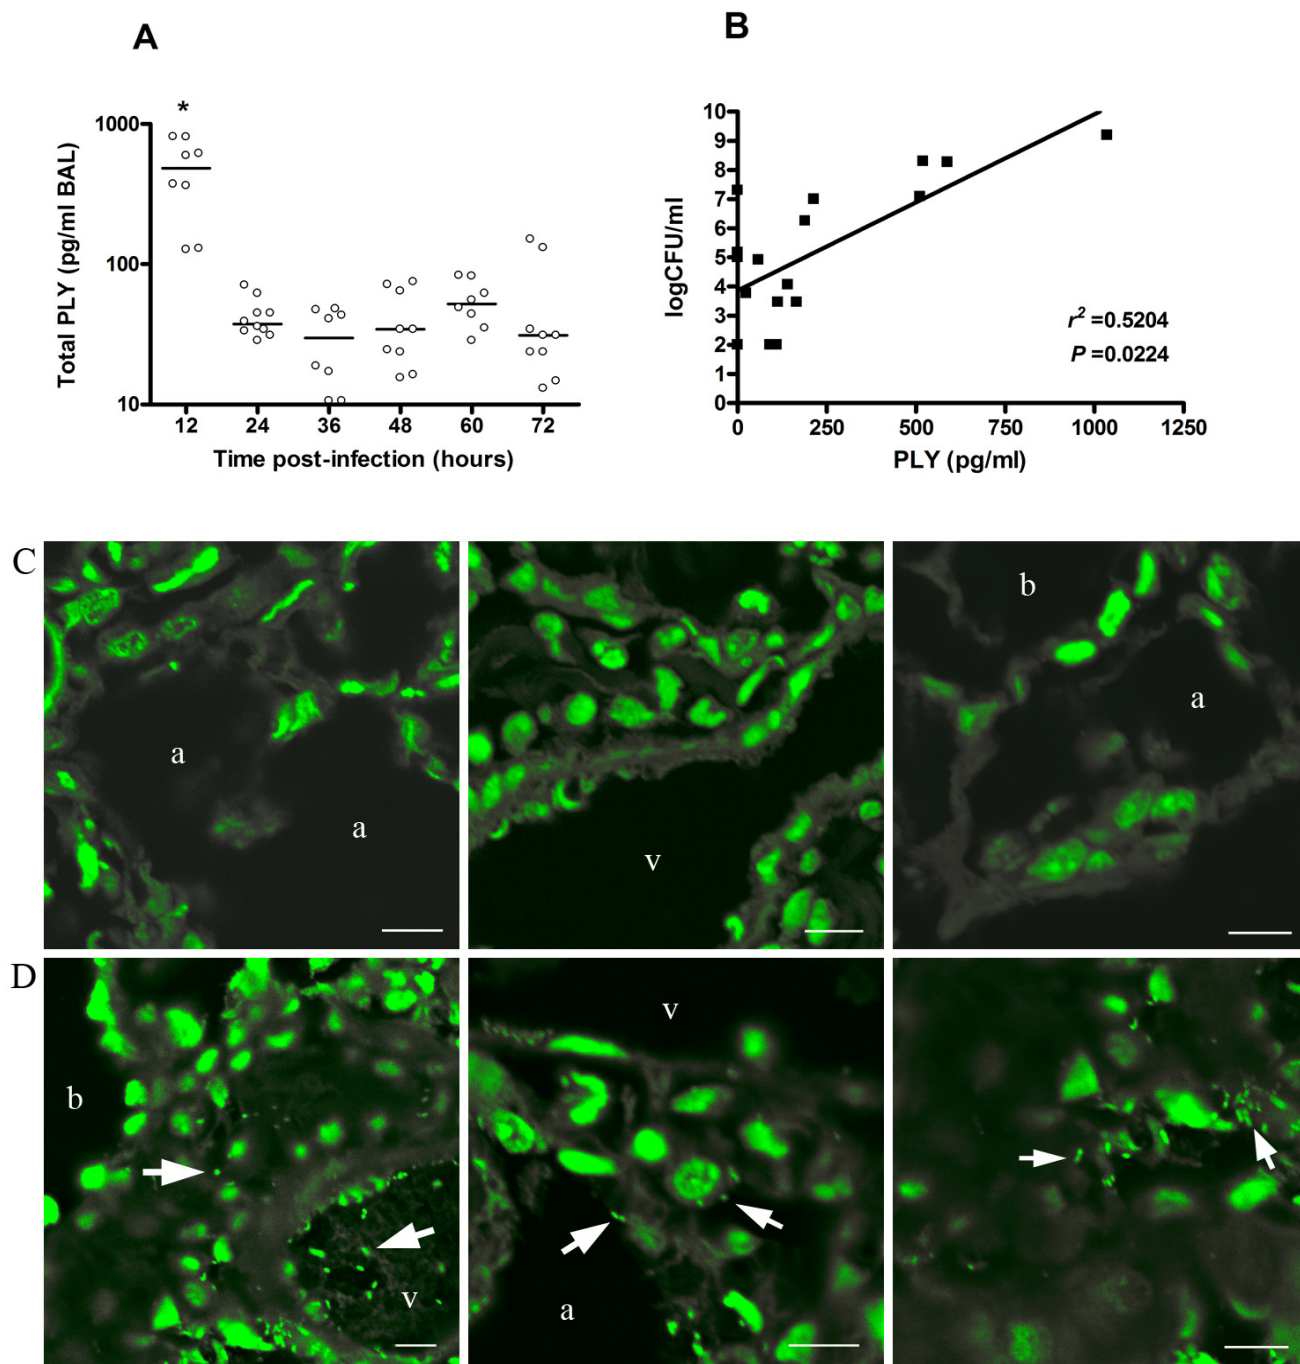 A
*
1000
100
10
Total PLY (pg/ml BAL)
12 24 36 48 60 72
Time post-infection (hours)
B
10
9
8
7
6
5
4
3
2
1
0
logCFU/ml
r² =0.5204
P =0.0224
0 250 500 750 1000 1250
PLY (pg/ml)
C
a
a
v
b
a
D
b
v
v
a